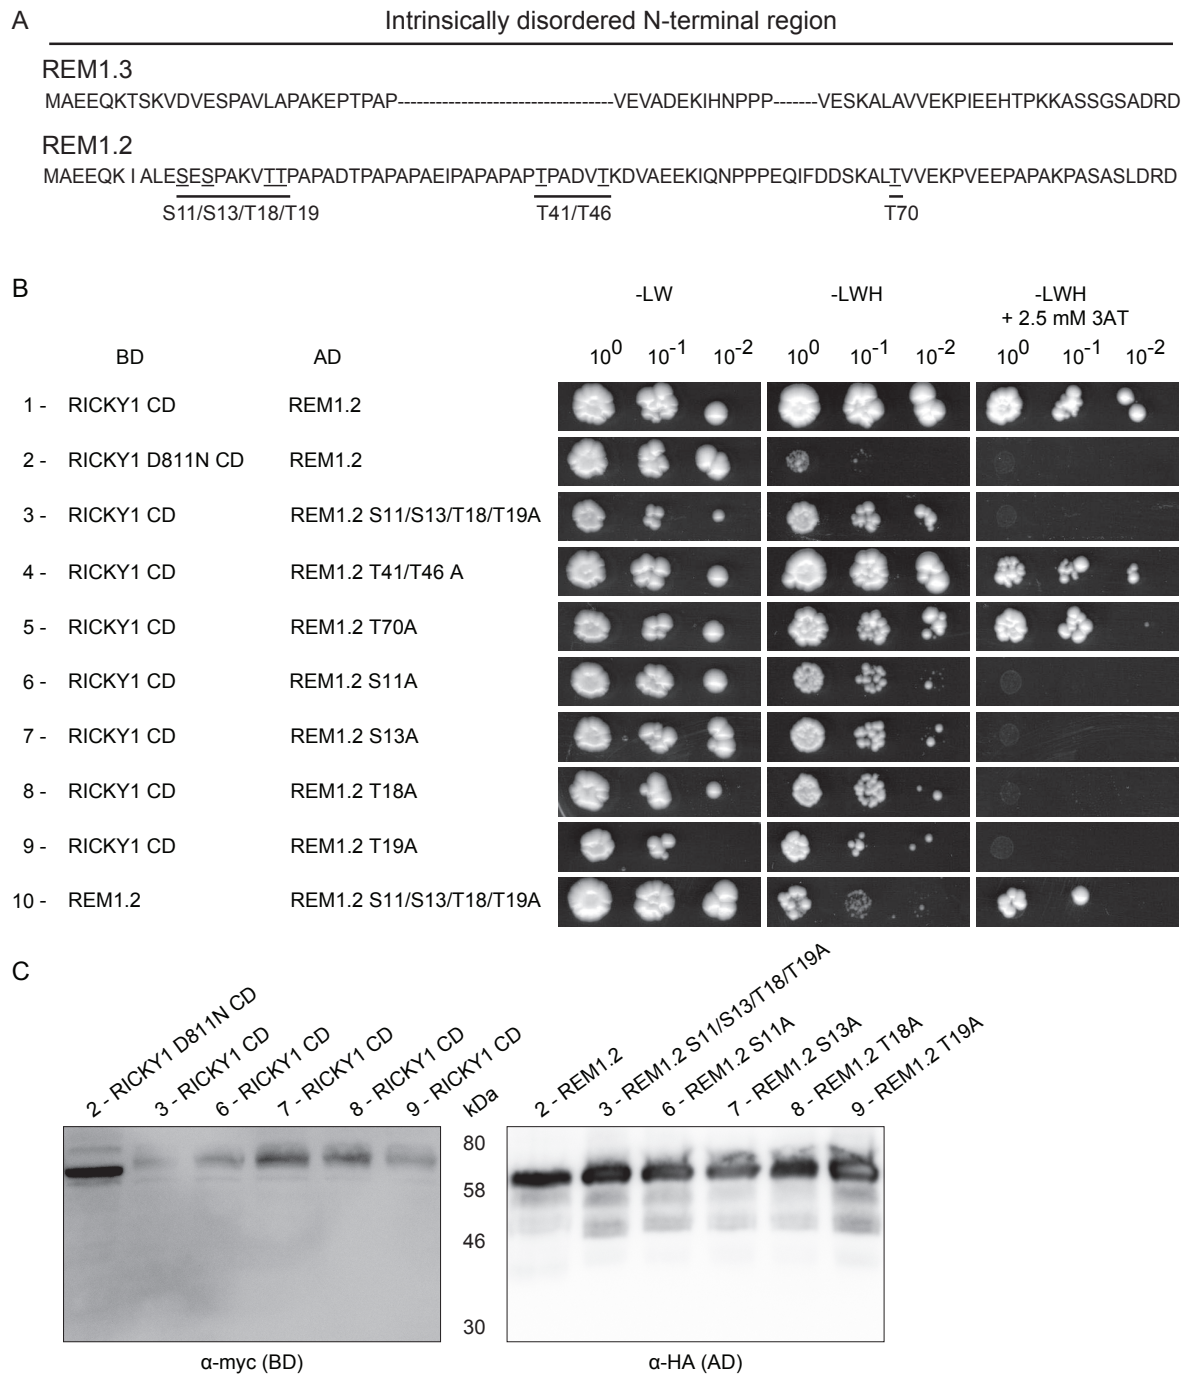 A Intrinsically disordered N-terminal region
REM1.3
MAEEQKTSKVDVESPAVLAPAKEPTPAP----------------------------------VEVADEKIHNPPP-------VESKALAVVEKPIEEHTPKKASSGSADRD
REM1.2
MAEEQK I ALESESPAKVTTPAPADTPAPAPAEIPAPAPAPTPADVTKDVAEEKIQNPPPEQIFDDSKALTVVEKPVEEPAPAKPASASLDRD
S11/S13/T18/T19 T41/T46 T70
B
-LW -LWH -LWH
+ 2.5 mM 3AT
BD AD 10⁰ 10⁻¹ 10⁻² 10⁰ 10⁻¹ 10⁻² 10⁰ 10⁻¹ 10⁻²
1 - RICKY1 CD REM1.2
2 - RICKY1 D811N CD REM1.2
3 - RICKY1 CD REM1.2 S11/S13/T18/T19A
4 - RICKY1 CD REM1.2 T41/T46 A
5 - RICKY1 CD REM1.2 T70A
6 - RICKY1 CD REM1.2 S11A
7 - RICKY1 CD REM1.2 S13A
8 - RICKY1 CD REM1.2 T18A
9 - RICKY1 CD REM1.2 T19A
10 - REM1.2 REM1.2 S11/S13/T18/T19A
C
2 - RICKY1 D811N CD
3 - RICKY1 CD
6 - RICKY1 CD
7 - RICKY1 CD
8 - RICKY1 CD
9 - RICKY1 CD
kDa
2 - REM1.2
3 - REM1.2 S11/S13/T18/T19A
6 - REM1.2 S11A
7 - REM1.2 S13A
8 - REM1.2 T18A
9 - REM1.2 T19A
80
58
46
30
α-myc (BD) α-HA (AD)